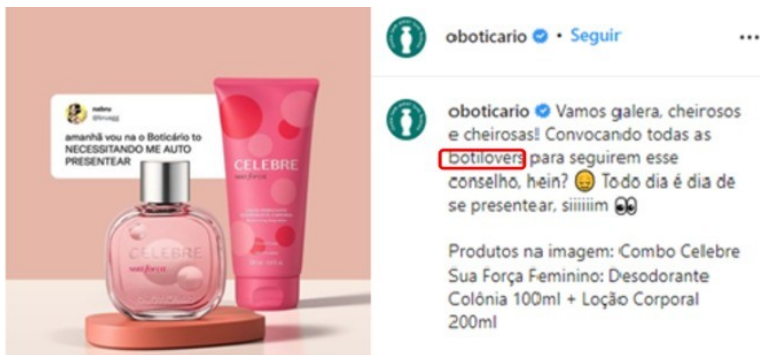 nabru
amanhã vou na o Boticário to
NECESSITANDO ME AUTO
PRESENTEAR
CELEBRE
sua força
CELEBRE
sua força
oboticario • Seguir
oboticario Vamos galera, cheirosos
e cheirosas! Convocando todas as
botilovers para seguirem esse
conselho, hein? 😔 Todo dia é dia de
se presentear, siiiiiim 👀
Produtos na imagem: Combo Celebre
Sua Força Feminino: Desodorante
Colônia 100ml + Loção Corporal
200ml